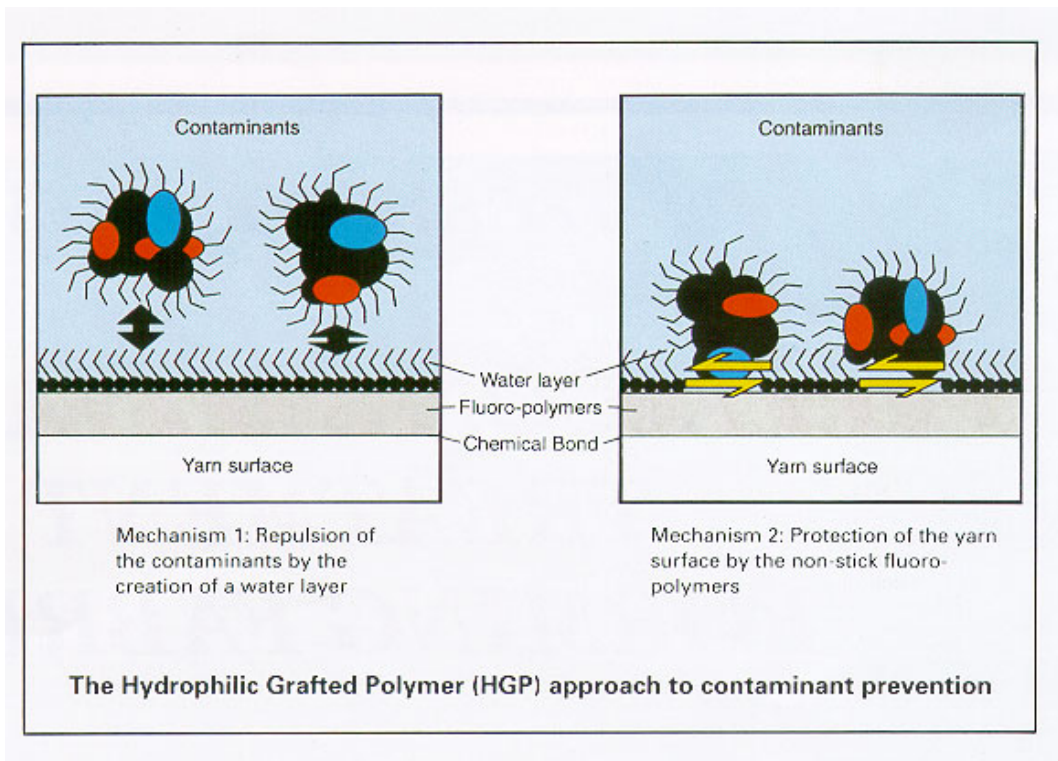 Contaminants
Contaminants
Water layer
Fluoro-polymers
Chemical Bond
Yarn surface
Yarn surface
Mechanism 1: Repulsion of
the contaminants by the
creation of a water layer
Mechanism 2: Protection of the yarn
surface by the non-stick fluoro-
polymers
The Hydrophilic Grafted Polymer (HGP) approach to contaminant prevention